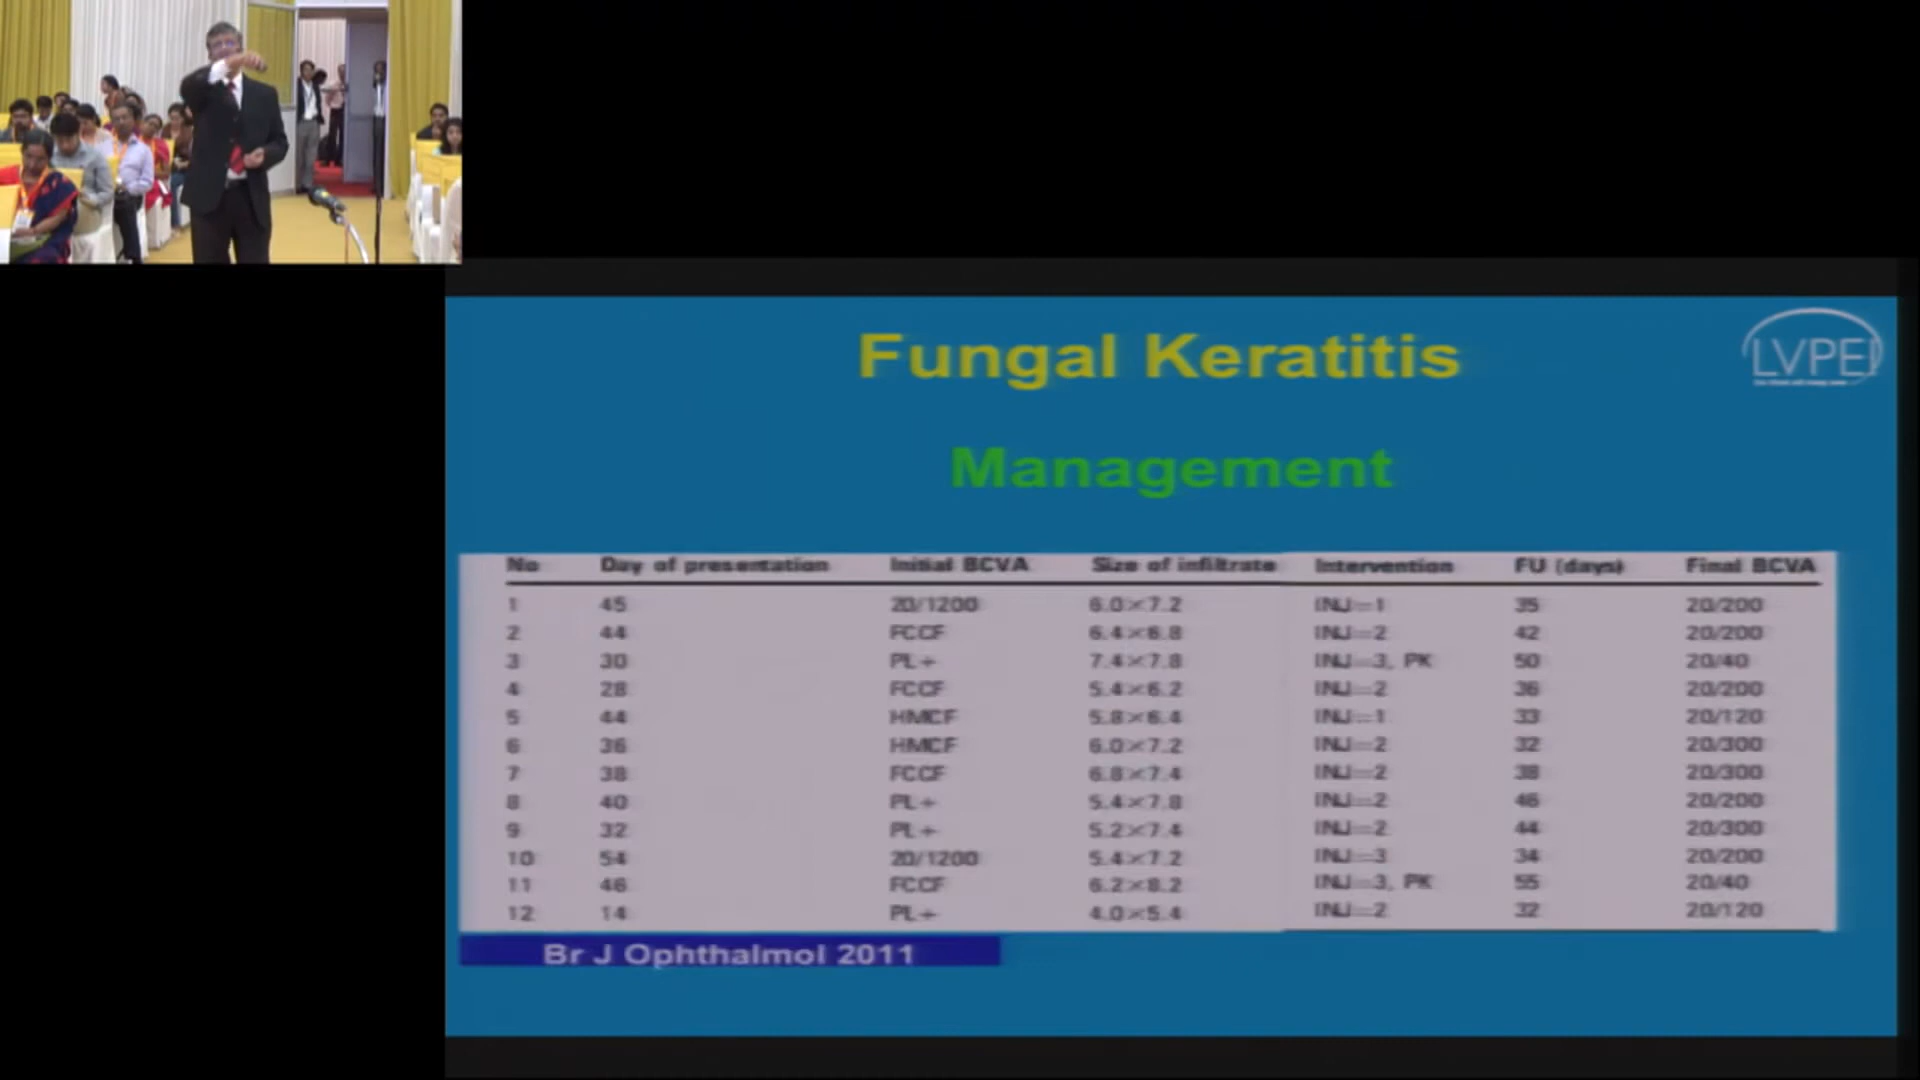 LVPEI
Fungal Keratitis
Management
No Day of presentation Initial BCVA Size of infiltrate Intervention FU (days) Final BCVA
1 45 20/1200 6.0×7.2 INJ=1 35 20/200
2 44 FCCF 6.4×6.8 INJ=2 42 20/200
3 30 PL+ 7.4×7.8 INJ=3, PK 50 20/40
4 28 FCCF 5.4×6.2 INJ=2 36 20/200
5 44 HMCF 5.8×6.4 INJ=1 33 20/120
6 36 HMCF 6.0×7.2 INJ=2 32 20/300
7 38 FCCF 6.8×7.4 INJ=2 38 20/300
8 40 PL+ 5.4×7.8 INJ=2 46 20/200
9 32 PL+ 5.2×7.4 INJ=2 44 20/300
10 54 20/1200 5.4×7.2 INJ=3 34 20/200
11 46 FCCF 6.2×8.2 INJ=3, PK 55 20/40
12 14 PL+ 4.0×5.4 INJ=2 32 20/120
Br J Ophthalmol 2011